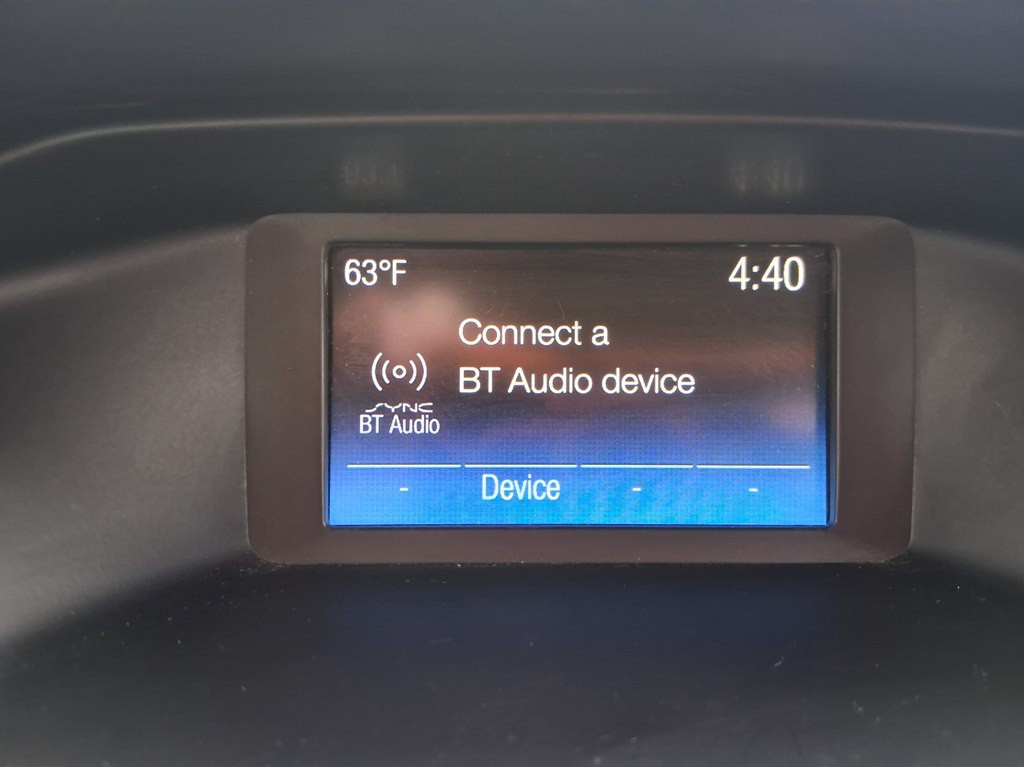 63°F 4:40
Connect a
BT Audio device
SYNC
BT Audio
- Device - -